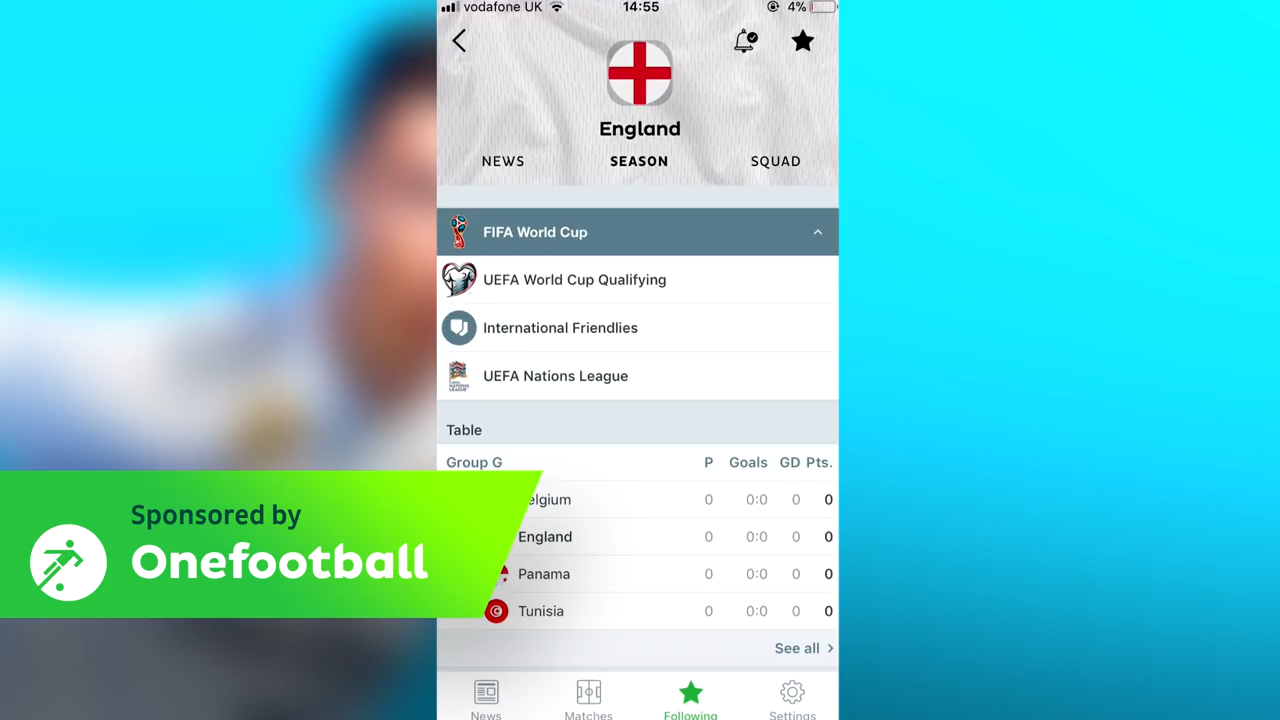 vodafone UK 14:55 4%
England
NEWS SEASON SQUAD
FIFA World Cup
UEFA World Cup Qualifying
International Friendlies
UEFA Nations League
Table
Group G P Goals GD Pts.
elgium 0 0:0 0 0
England 0 0:0 0 0
Panama 0 0:0 0 0
Tunisia 0 0:0 0 0
See all
News Matches Following Settings
Sponsored by
Onefootball